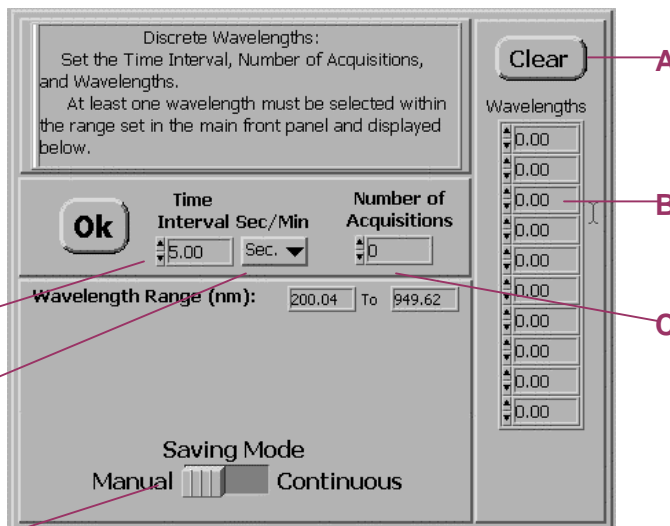 Discrete Wavelengths:
Set the Time Interval, Number of Acquisitions,
and Wavelengths.
At least one wavelength must be selected within
the range set in the main front panel and displayed
below.
Ok
Time
Interval Sec/Min
5.00
Sec.
Number of
Acquisitions
0
Wavelength Range (nm):
200.04 To 949.62
Saving Mode
Manual Continuous
Clear
A
Wavelengths
0.00
0.00
0.00
B
0.00
0.00
0.00
0.00
C
0.00
0.00
0.00